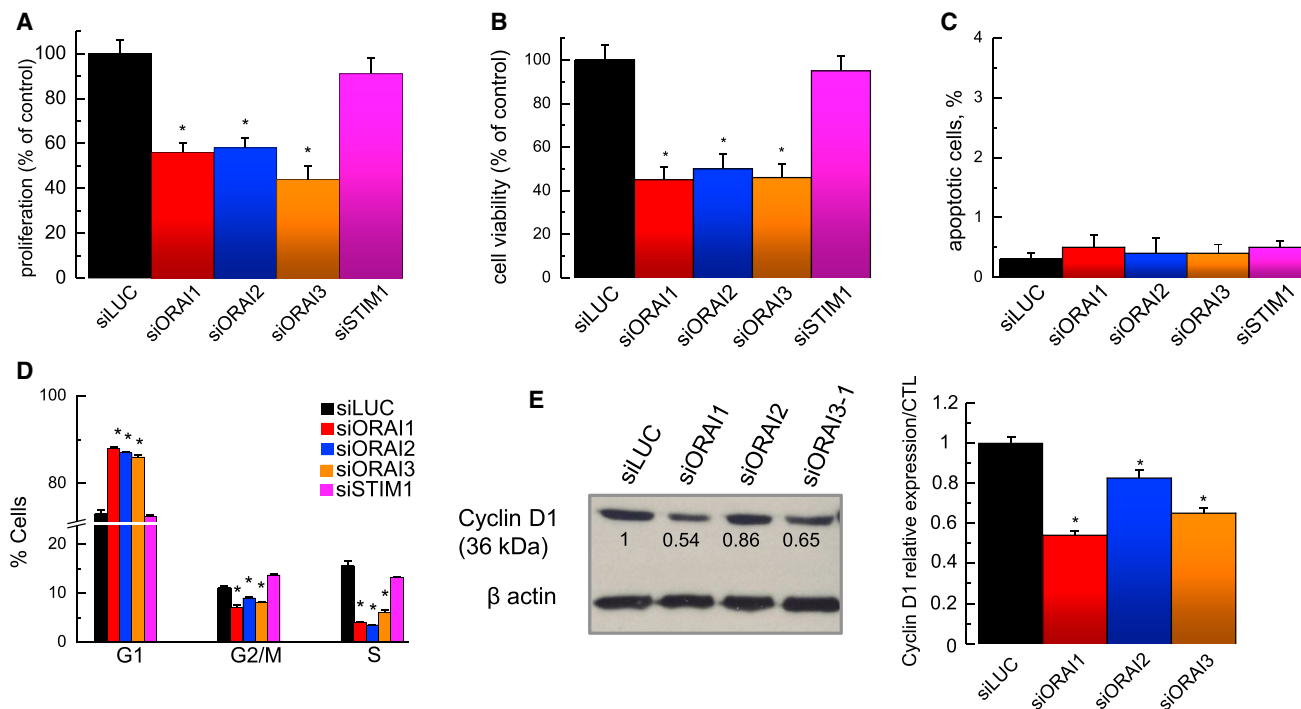 A
proliferation (% of control)
100
80
60
40
20
0
* * *
siLUC siORAI1 siORAI2 siORAI3 siSTIM1
B
cell viability (% of control)
100
80
60
40
20
0
* * *
siLUC siORAI1 siORAI2 siORAI3 siSTIM1
C
apoptotic cells, %
4
3
2
1
0
siLUC siORAI1 siORAI2 siORAI3 siSTIM1
D
% Cells
100
80
20
10
0
* * *
* * *
* * *
G1 G2/M S
siLUC
siORAI1
siORAI2
siORAI3
siSTIM1
E
siLUC siORAI1 siORAI2 siORAI3-1
Cyclin D1
(36 kDa)
1 0.54 0.86 0.65
β actin
Cyclin D1 relative expression/CTL
1.2
1
0.8
0.6
0.4
0.2
0
* * *
siLUC siORAI1 siORAI2 siORAI3